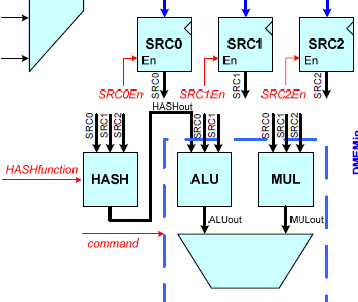 SRC0
SRC1
SRC2
En
En
En
SRC0
SRC1
SRC2
SRC0En
SRC1En
SRC2En
HASHout
SRC0
SRC1
SRC2
SRC0
SRC1
SRC2
SRC0
SRC1
SRC2
HASHfunction
HASH
ALU
MUL
DMEMin
ALUout
MULout
command